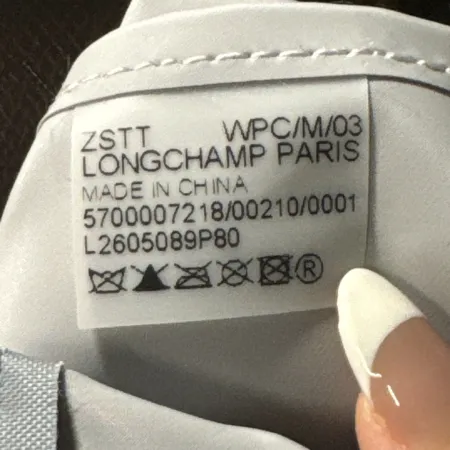 ZSTT WPC/M/03
LONGCHAMP PARIS
MADE IN CHINA
5700007218/00210/0001
L2605089P80
®